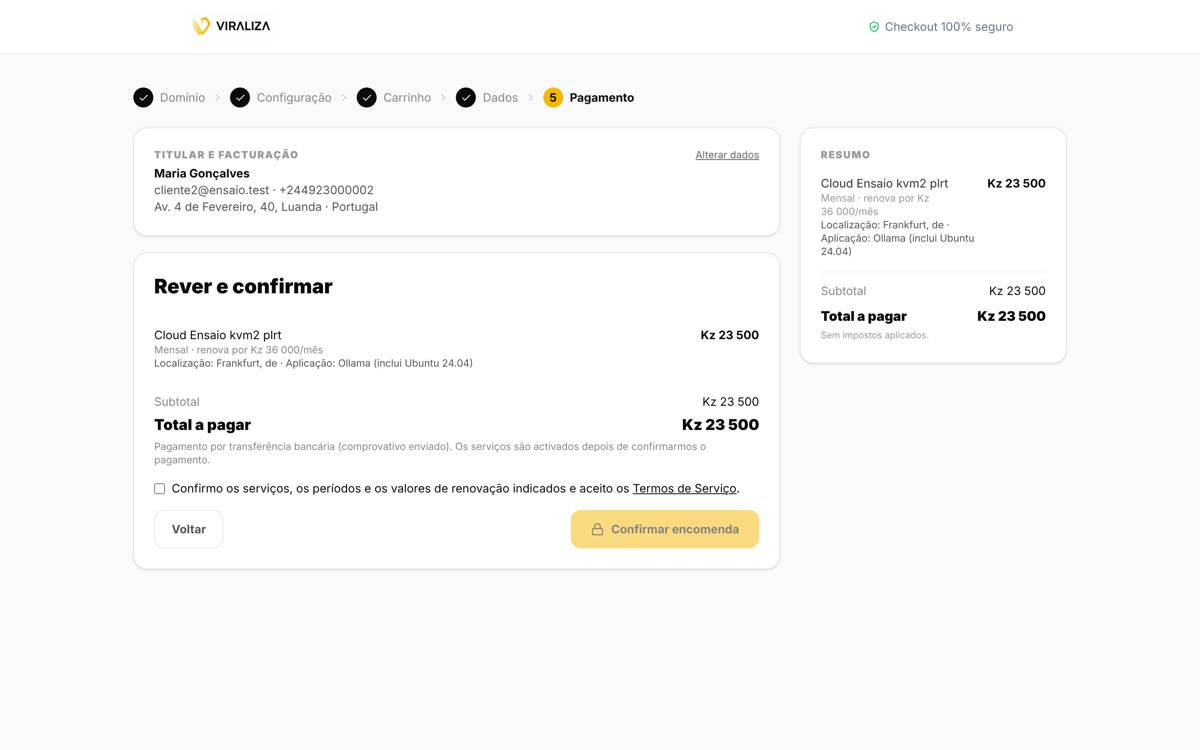 VIRALIZA
Checkout 100% seguro
Domínio
Configuração
Carrinho
Dados
5 Pagamento
TITULAR E FACTURAÇÃO
Alterar dados
Maria Gonçalves
cliente2@ensaio.test · +244923000002
Av. 4 de Fevereiro, 40, Luanda · Portugal
Rever e confirmar
Cloud Ensaio kvm2 plrt Kz 23 500
Mensal · renova por Kz 36 000/mês
Localização: Frankfurt, de · Aplicação: Ollama (inclui Ubuntu 24.04)
Subtotal Kz 23 500
Total a pagar Kz 23 500
Pagamento por transferência bancária (comprovativo enviado). Os serviços são activados depois de confirmarmos o
pagamento.
Confirmo os serviços, os períodos e os valores de renovação indicados e aceito os Termos de Serviço.
Voltar
Confirmar encomenda
RESUMO
Cloud Ensaio kvm2 plrt Kz 23 500
Mensal · renova por Kz
36 000/mês
Localização: Frankfurt, de ·
Aplicação: Ollama (inclui Ubuntu
24.04)
Subtotal Kz 23 500
Total a pagar Kz 23 500
Sem impostos aplicados.